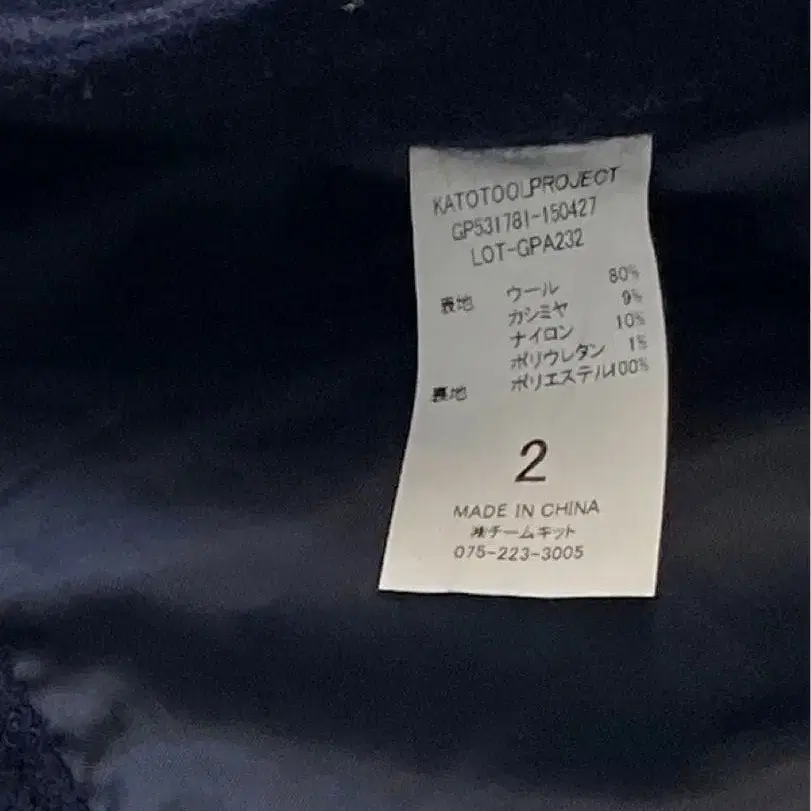 KATOTOOLPROJECT
GP531781-150427
LOT-GPA232
表地 ウール 80%
カシミヤ 9%
ナイロン 10%
ポリウレタン 1%
裏地 ポリエステル100%
2
MADE IN CHINA
㈱チームキット
075-223-3005